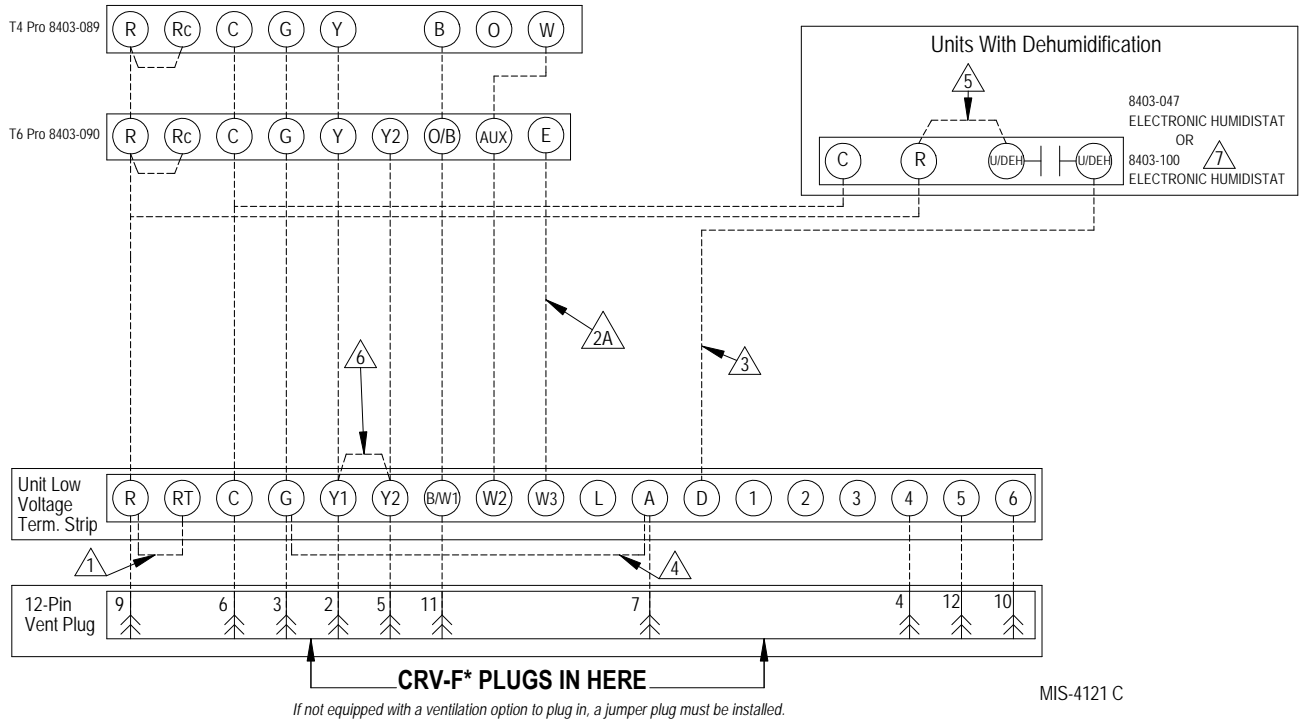 T4 Pro 8403-089 R Rc C G Y B O W
Units With Dehumidification
5
8403-047
ELECTRONIC HUMIDISTAT
OR
8403-100 7
ELECTRONIC HUMIDISTAT
C R U/DEH U/DEH
T6 Pro 8403-090 R Rc C G Y Y2 O/B AUX E
2A
6
3
Unit Low
Voltage
Term. Strip
R RT C G Y1 Y2 B/W1 W2 W3 L A D 1 2 3 4 5 6
1
4
12-Pin
Vent Plug
9 6 3 2 5 11 7 4 12 10
CRV-F* PLUGS IN HERE
If not equipped with a ventilation option to plug in, a jumper plug must be installed.
MIS-4121 C